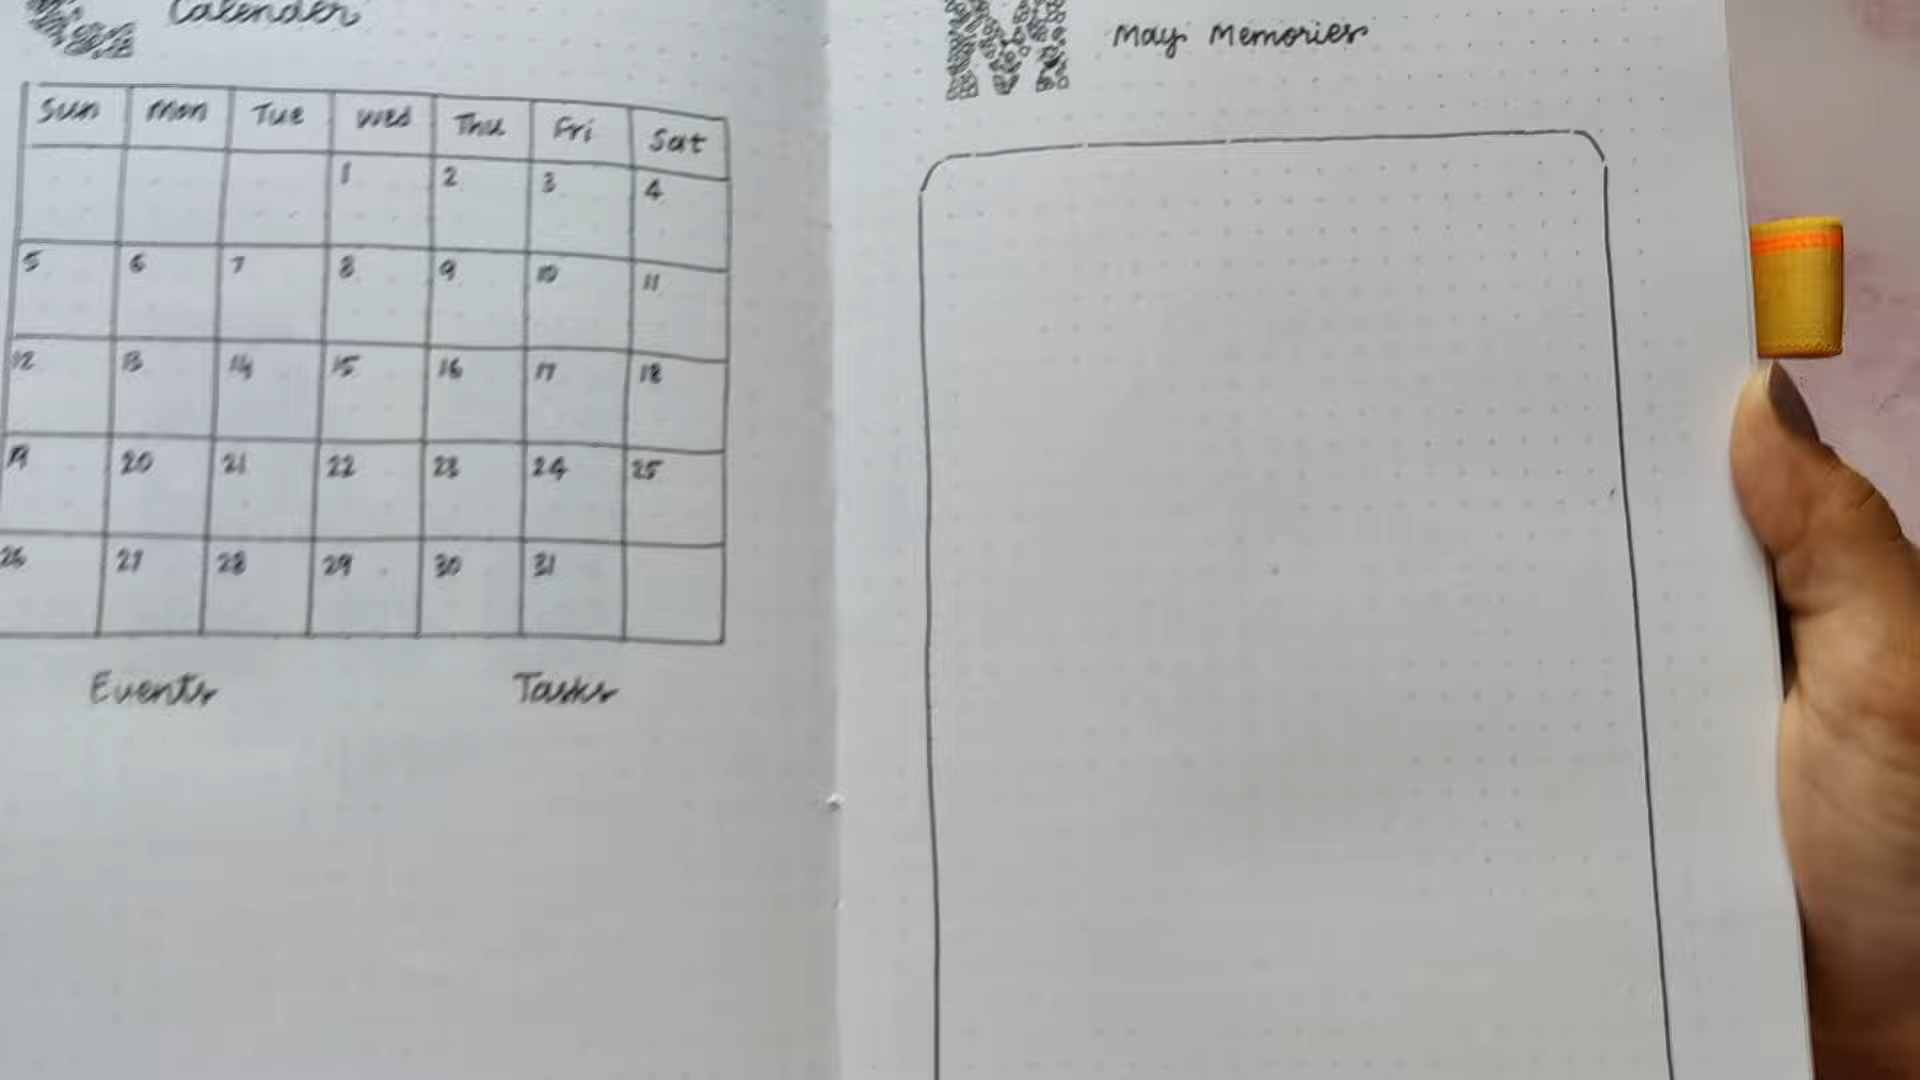 Calender
Sun Mon Tue Wed Thu Fri Sat
1 2 3 4
5 6 7 8 9 10 11
12 13 14 15 16 17 18
19 20 21 22 23 24 25
26 27 28 29 30 31
Events Tasks
M May Memories